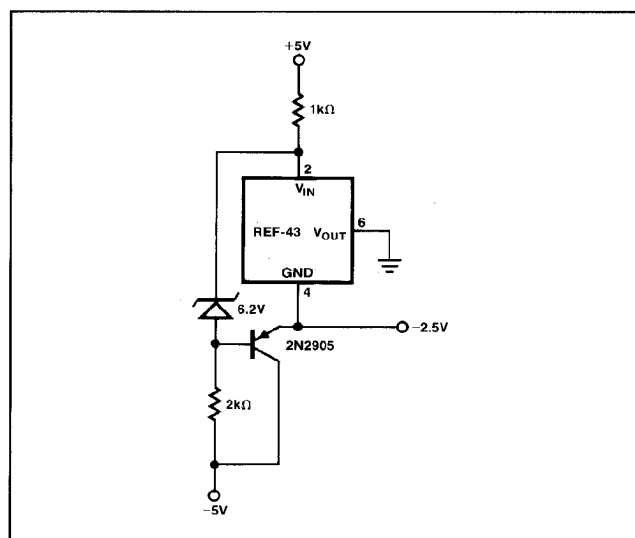 +5V
1kΩ
2
VIN
REF-43 VOUT
6
GND
4
6.2V
-2.5V
2N2905
2kΩ
-5V